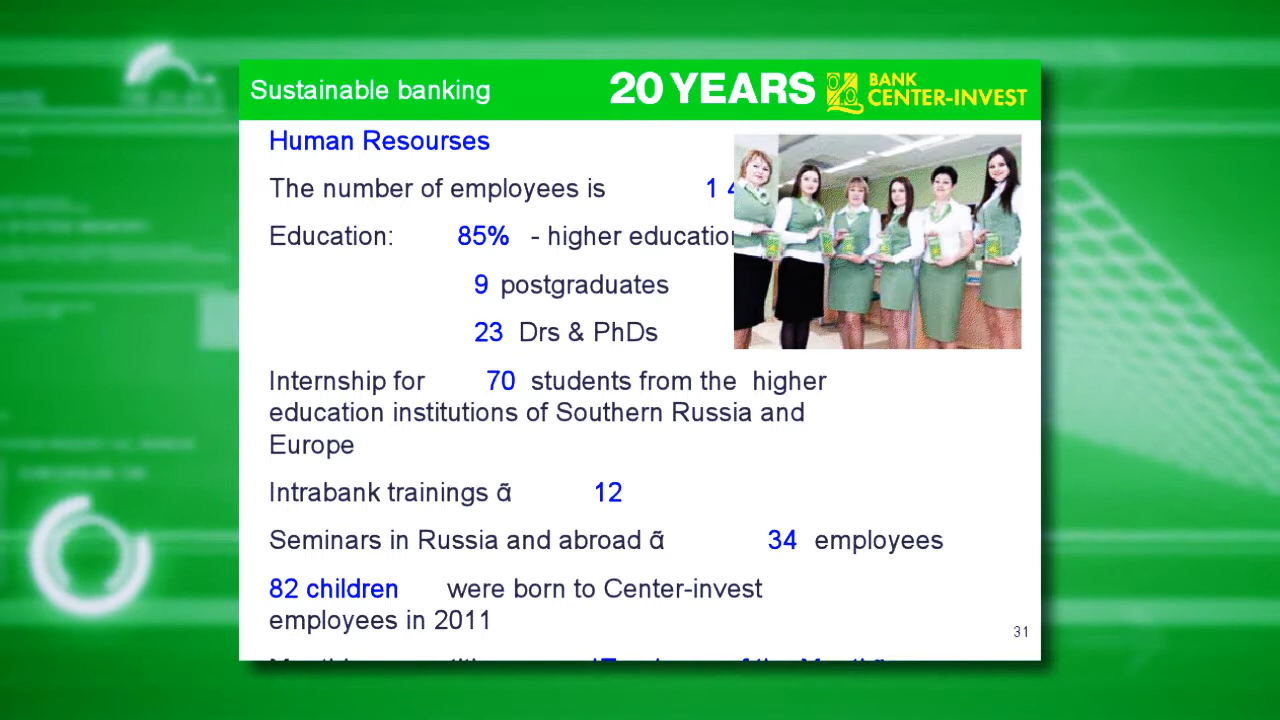 Sustainable banking
20 YEARS
BANK
CENTER-INVEST
Human Resourses
The number of employees is 1
Education: 85% - higher education
9 postgraduates
23 Drs & PhDs
Internship for 70 students from the higher
education institutions of Southern Russia and
Europe
Intrabank trainings ᾶ 12
Seminars in Russia and abroad ᾶ 34 employees
82 children were born to Center-invest
employees in 2011
31